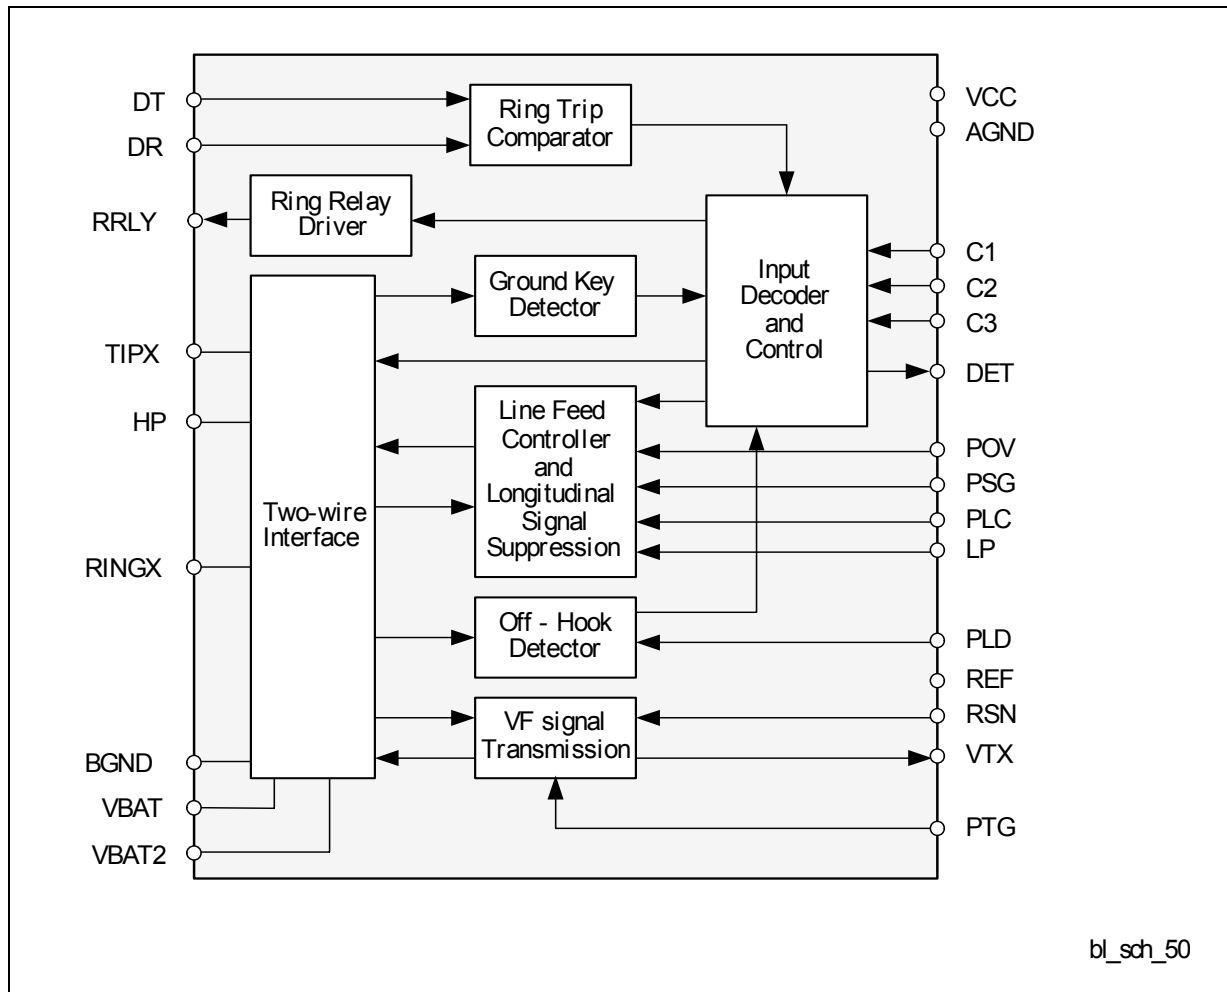 DT
DR
RRLY
TIPX
HP
RINGX
BGND
VBAT
VBAT2
Ring Trip
Comparator
Ring Relay
Driver
Ground Key
Detector
Two-wire
Interface
Line Feed
Controller
and
Longitudinal
Signal
Suppression
Off - Hook
Detector
VF signal
Transmission
Input
Decoder
and
Control
VCC
AGND
C1
C2
C3
DET
POV
PSG
PLC
LP
PLD
REF
RSN
VTX
PTG
bl_sch_50